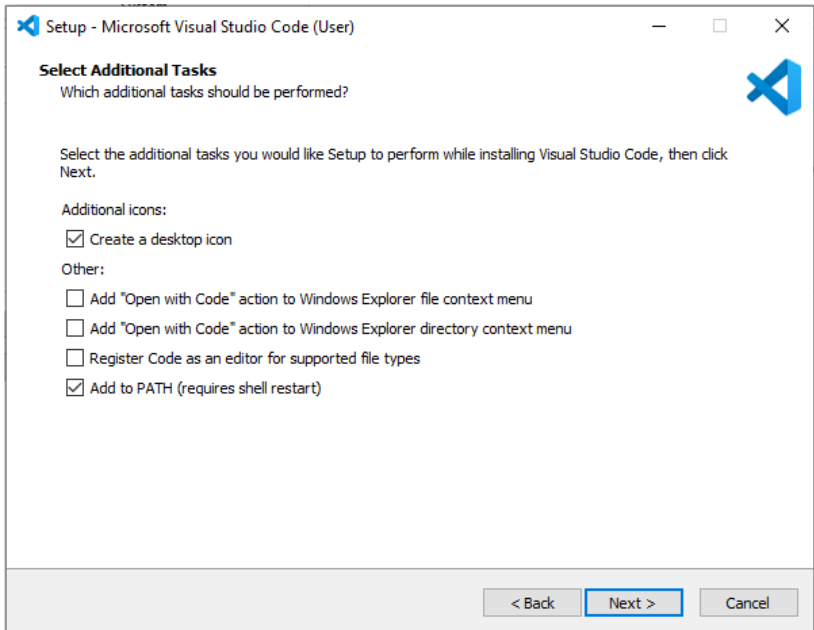 Setup - Microsoft Visual Studio Code (User)
Select Additional Tasks
Which additional tasks should be performed?
Select the additional tasks you would like Setup to perform while installing Visual Studio Code, then click
Next.
Additional icons:
Create a desktop icon
Other:
Add "Open with Code" action to Windows Explorer file context menu
Add "Open with Code" action to Windows Explorer directory context menu
Register Code as an editor for supported file types
Add to PATH (requires shell restart)
< Back Next > Cancel